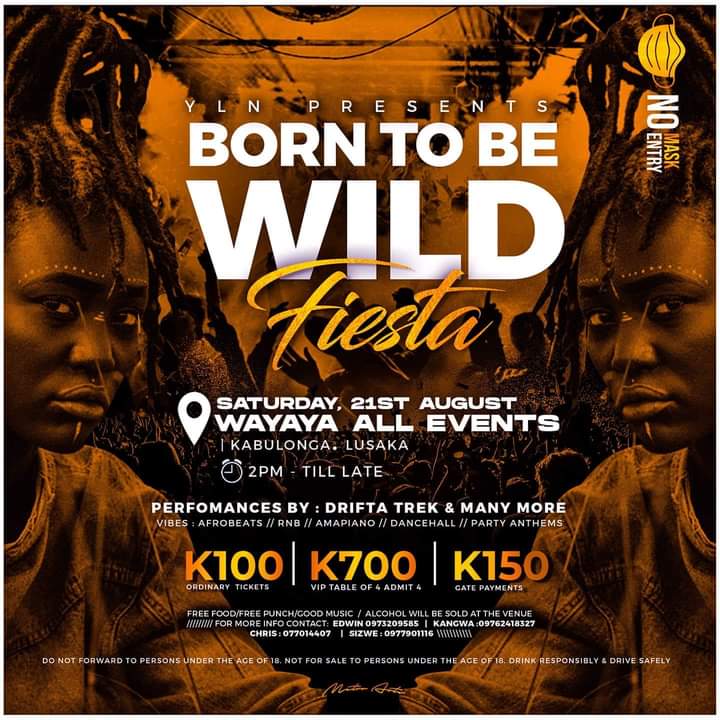 YLN PRESENTS
BORN TO BE
WILD
Fiesta
NO MASK
ENTRY
SATURDAY, 21ST AUGUST
WAYAYA ALL EVENTS
| KABULONGA. LUSAKA
2PM - TILL LATE
PERFOMANCES BY : DRIFTA TREK & MANY MORE
VIBES : AFROBEATS // RNB // AMAPIANO // DANCEHALL // PARTY ANTHEMS
K100 | K700 | K150
ORDINARY TICKETS VIP TABLE OF 4 ADMIT 4 GATE PAYMENTS
FREE FOOD/FREE PUNCH/GOOD MUSIC / ALCOHOL WILL BE SOLD AT THE VENUE
///////// FOR MORE INFO CONTACT: EDWIN 0973209585 | KANGWA :09762418327
CHRIS : 077014407 | SIZWE : 0977901116 \\\\\\\\\\\
DO NOT FORWARD TO PERSONS UNDER THE AGE OF 18. NOT FOR SALE TO PERSONS UNDER THE AGE OF 18. DRINK RESPONSIBLY & DRIVE SAFELY